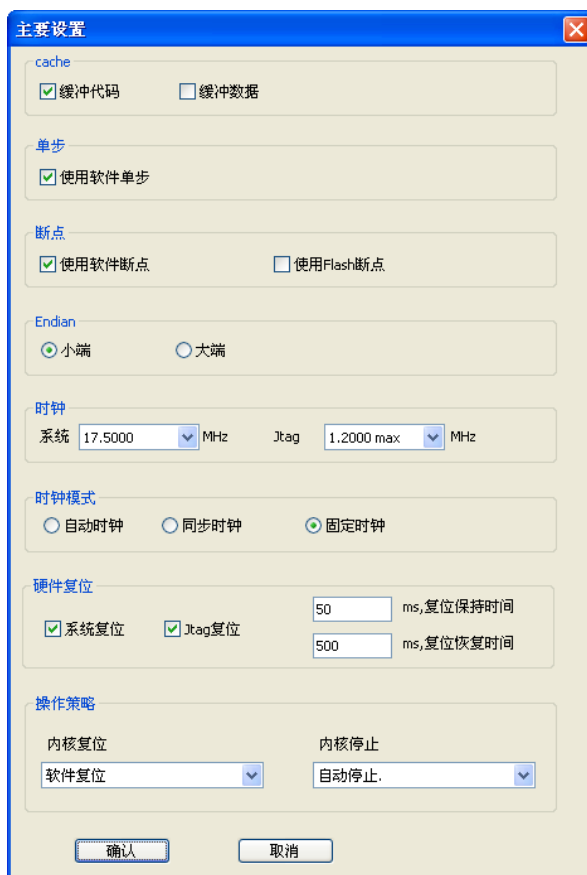 主要设置
cache
缓冲代码 缓冲数据
单步
使用软件单步
断点
使用软件断点 使用Flash断点
Endian
小端 大端
时钟
系统 17.5000 MHz Jtag 1.2000 max MHz
时钟模式
自动时钟 同步时钟 固定时钟
硬件复位
50 ms,复位保持时间
系统复位 Jtag复位
500 ms,复位恢复时间
操作策略
内核复位 内核停止
软件复位 自动停止.
确认 取消